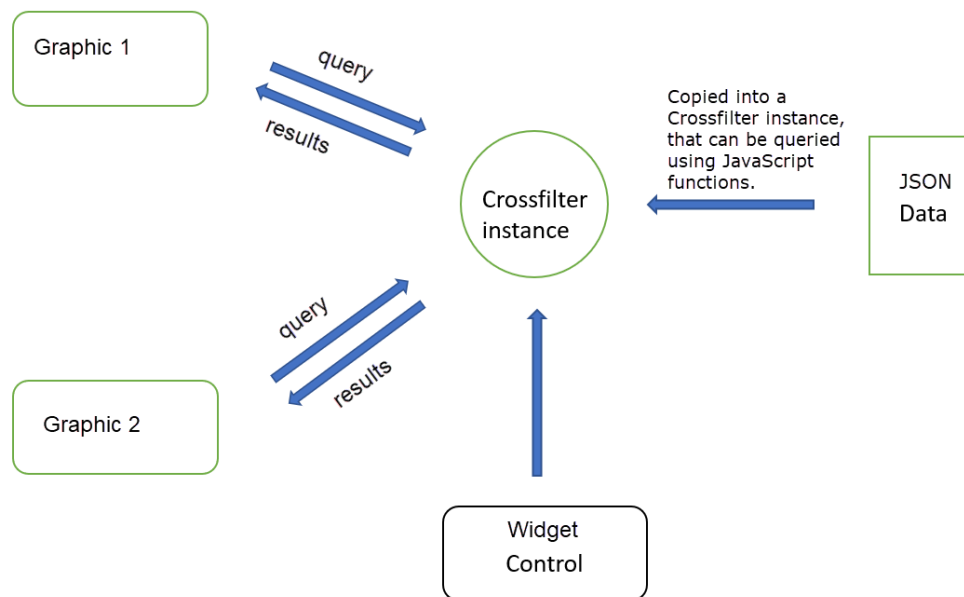 Graphic 1
query
results
Copied into a
Crossfilter instance,
that can be queried
using JavaScript
functions.
JSON
Data
Crossfilter
instance
query
results
Graphic 2
Widget
Control